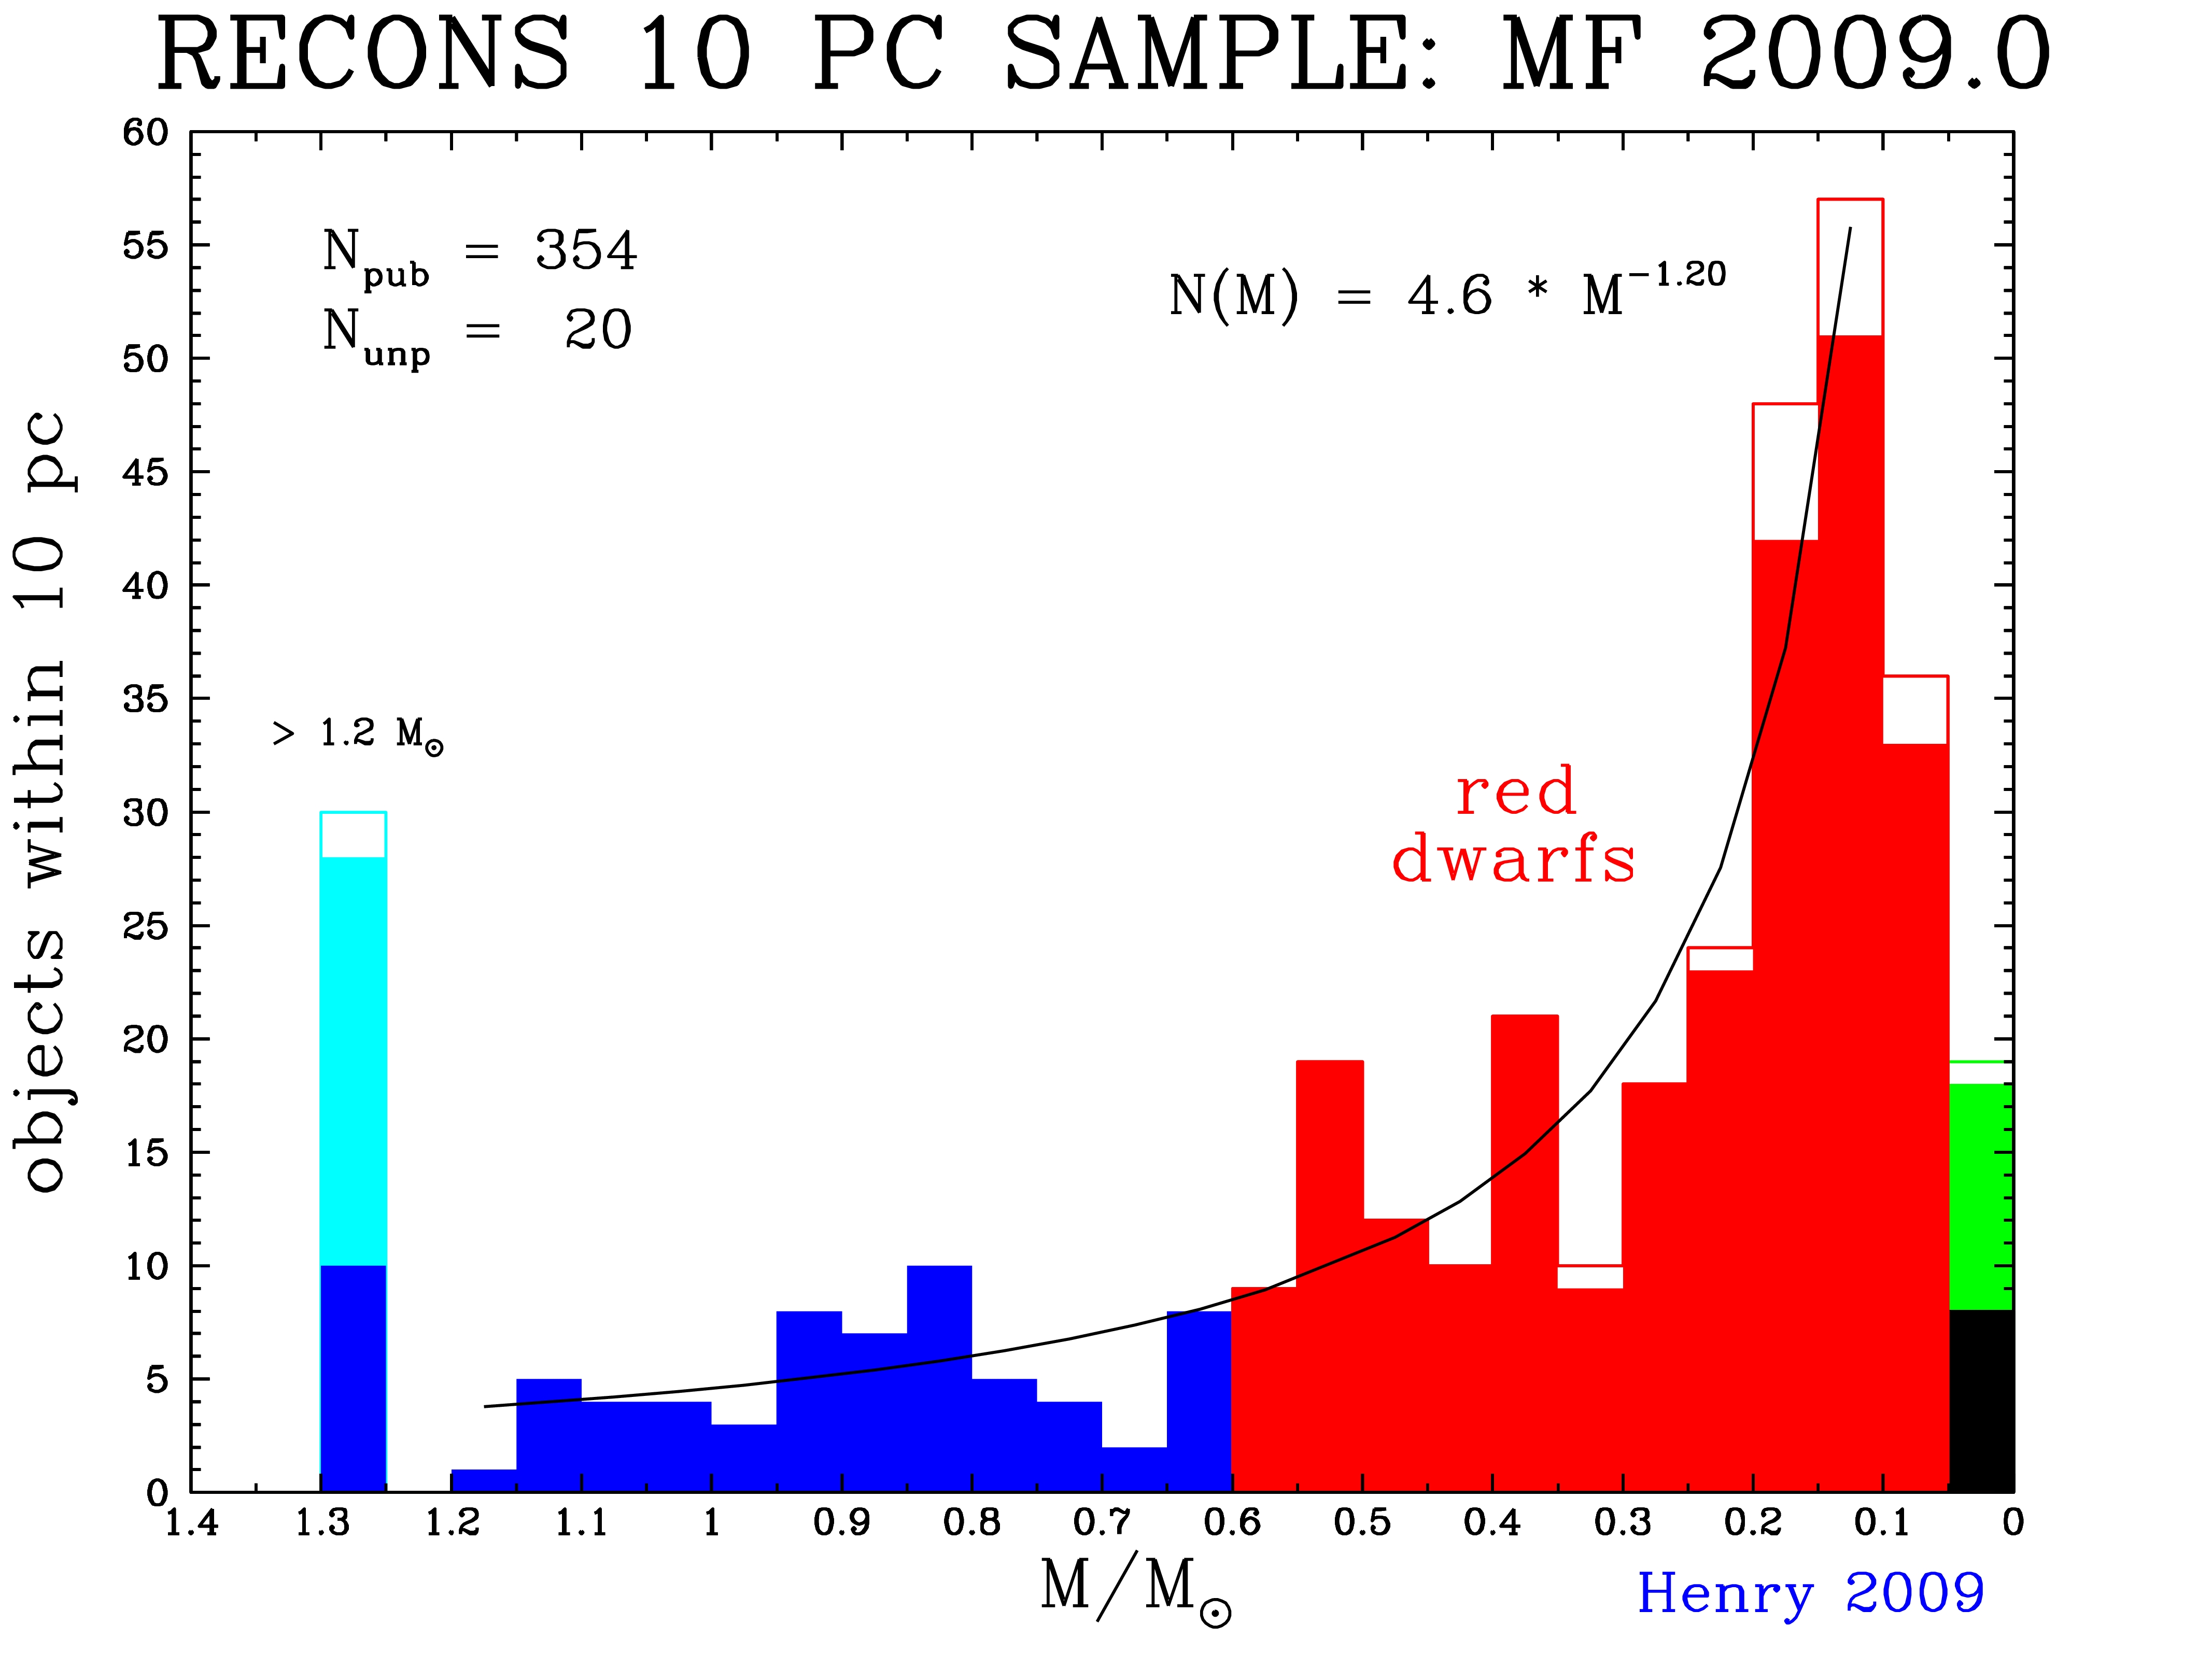 RECONS 10 PC SAMPLE: MF 2009.0
60
55
50
45
40
35
30
25
20
15
10
5
0
objects within 10 pc
N_pub = 354
N_unp = 20
N(M) = 4.6 * M^-1.20
> 1.2 M⊙
red
dwarfs
1.4 1.3 1.2 1.1 1 0.9 0.8 0.7 0.6 0.5 0.4 0.3 0.2 0.1 0
M/M⊙
Henry 2009